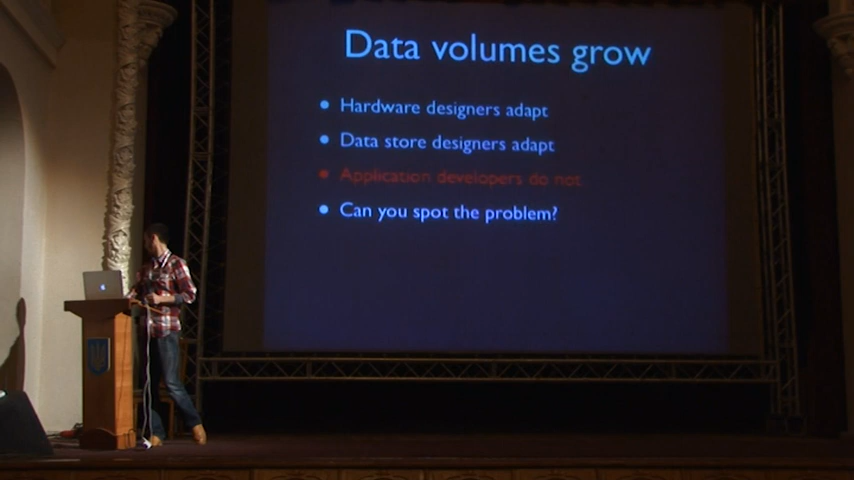 Data volumes grow
Hardware designers adapt
Data store designers adapt
Application developers do not
Can you spot the problem?